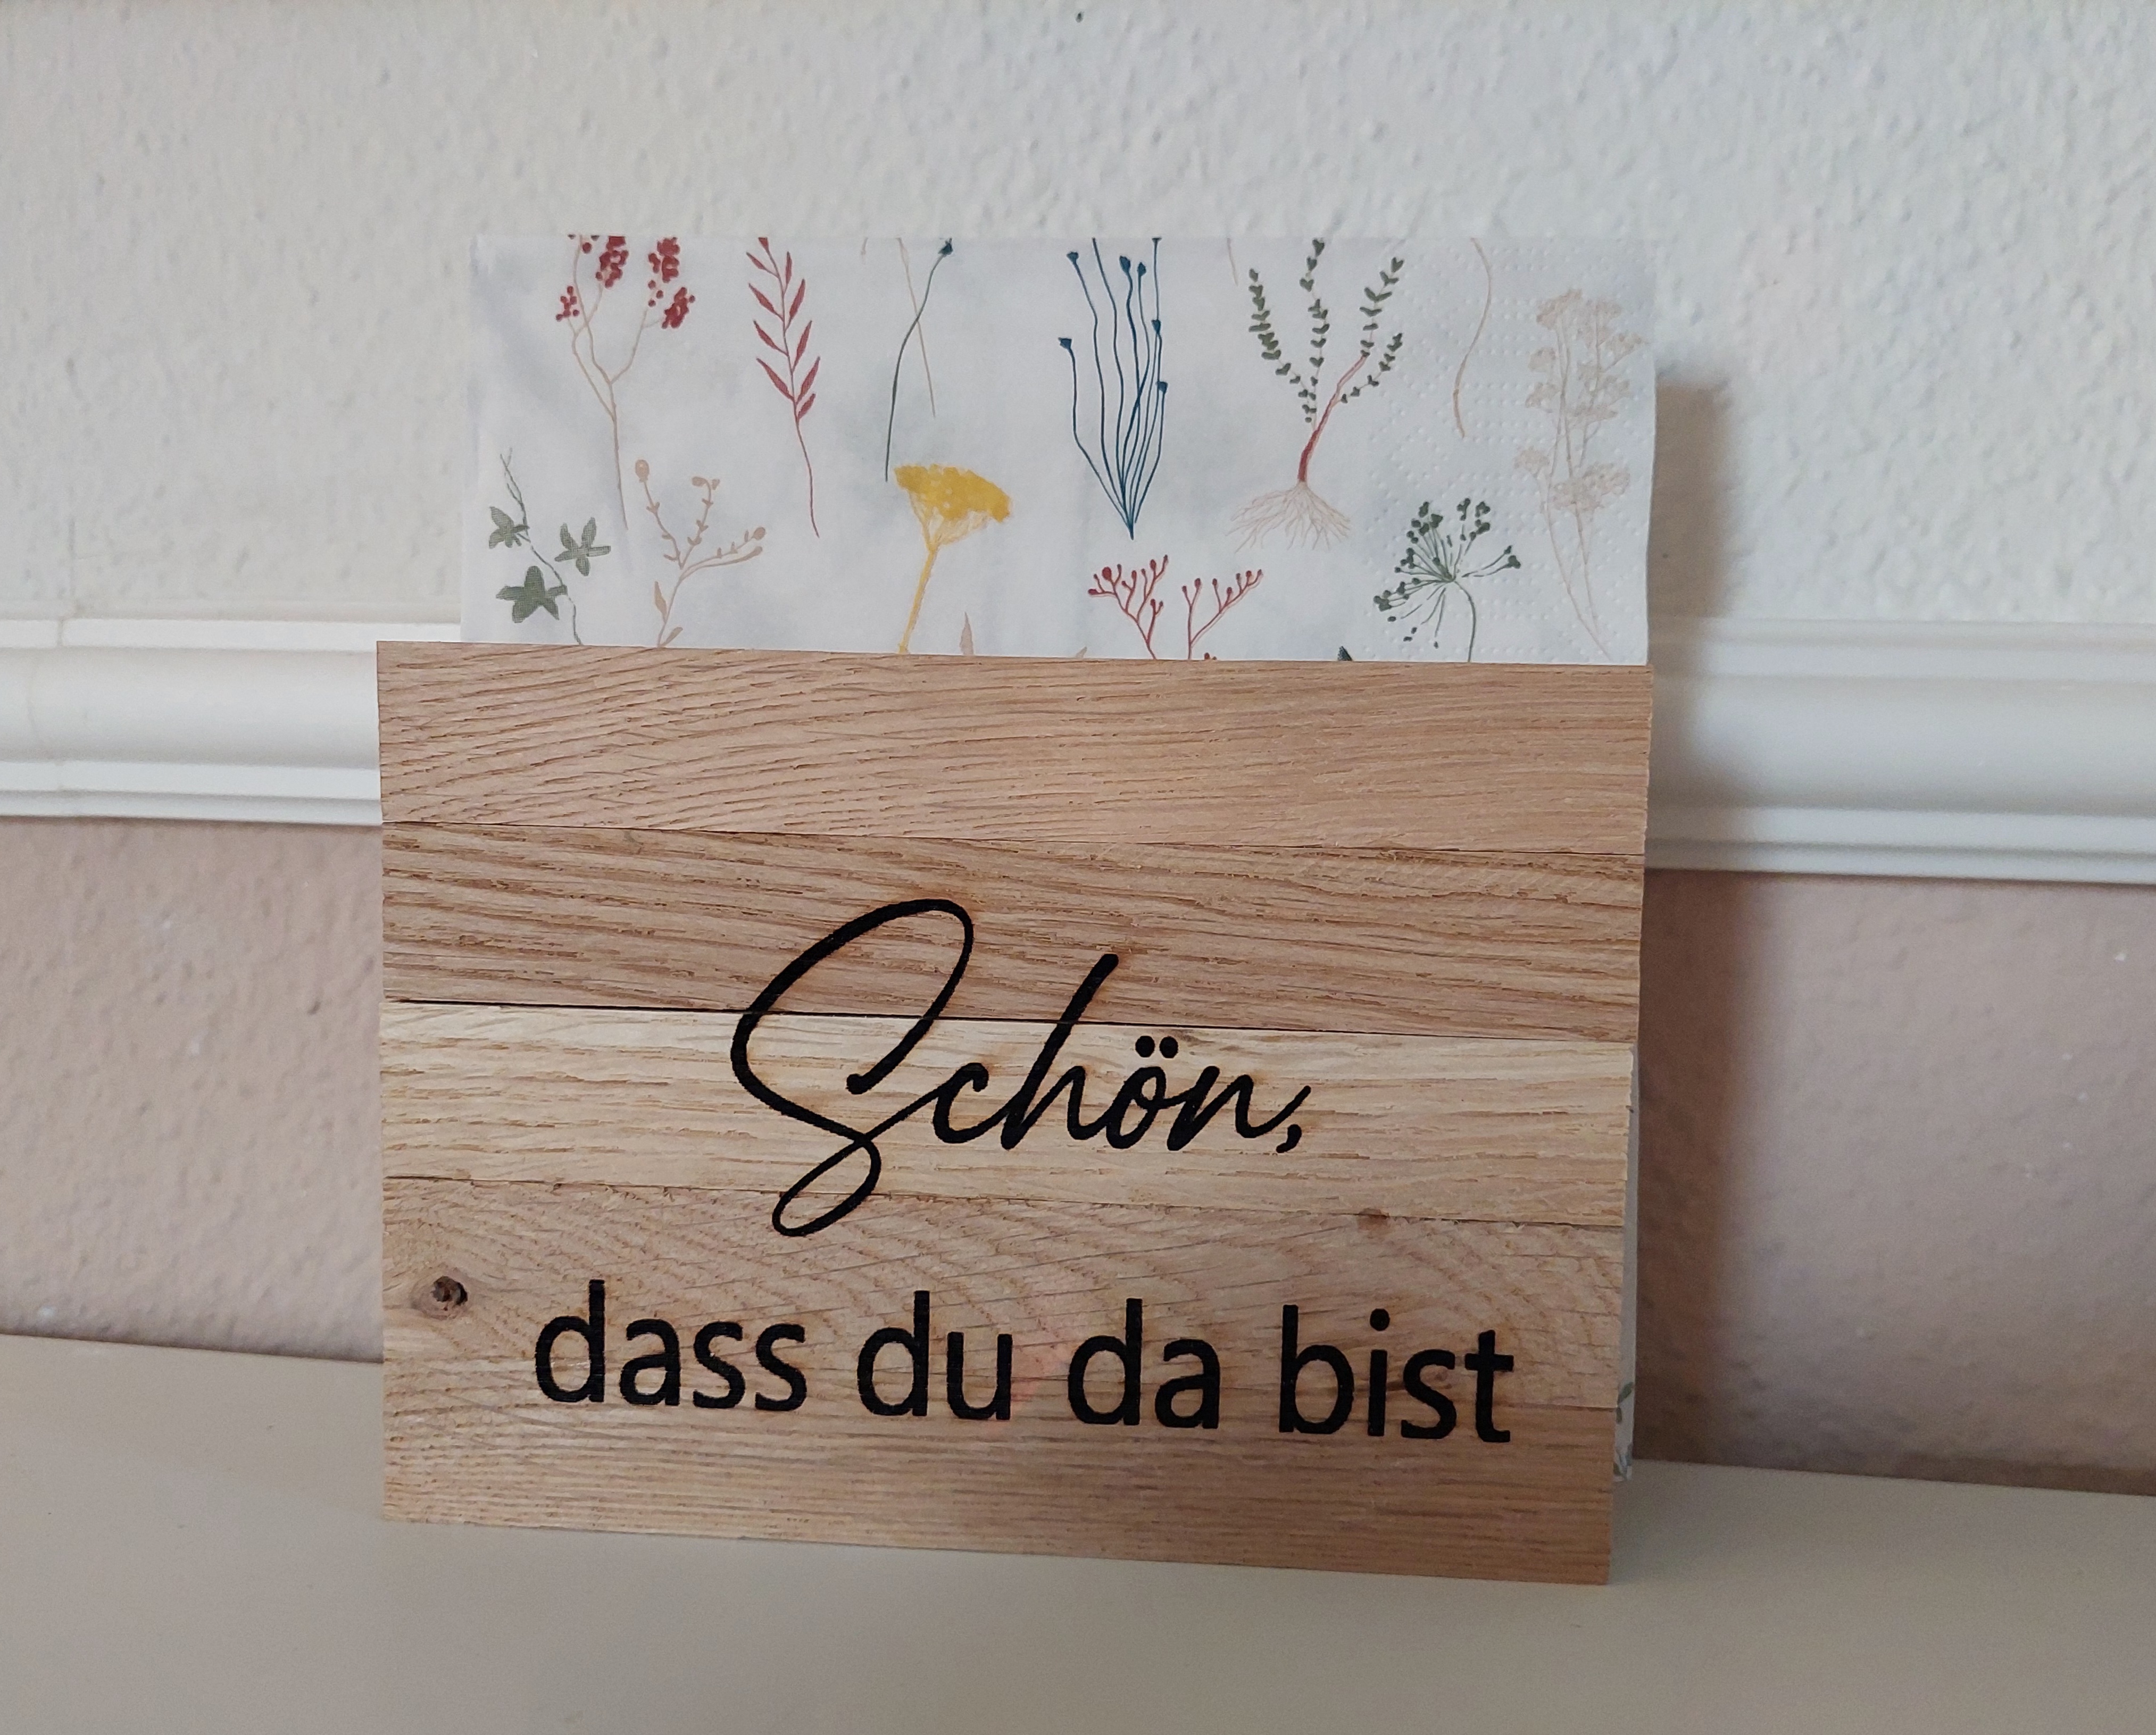 Schön,
dass du da bist